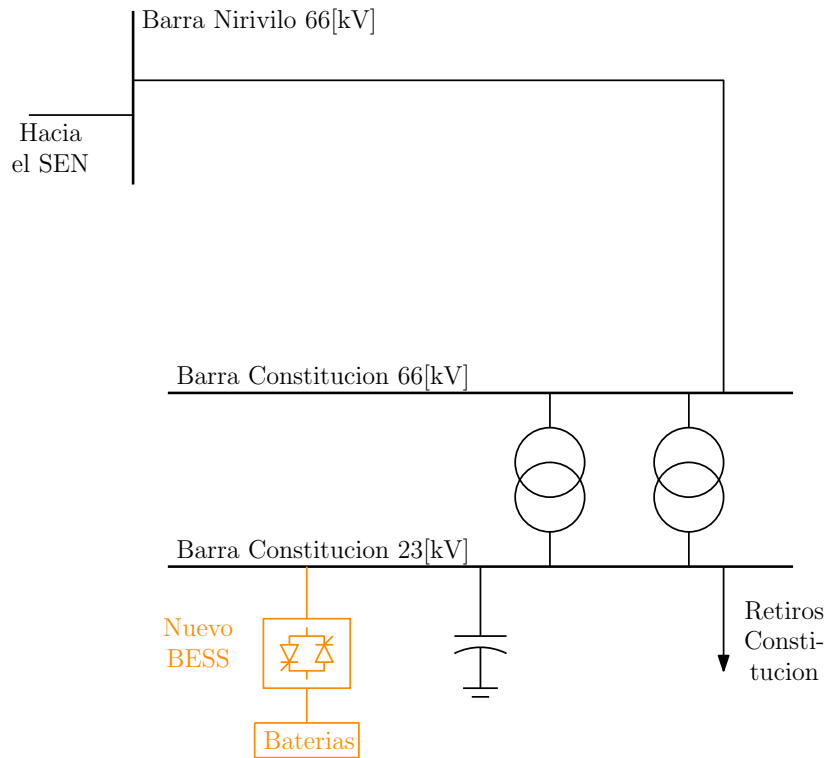 Barra Nirivilo 66[kV]
Hacia
el SEN
Barra Constitucion 66[kV]
Barra Constitucion 23[kV]
Nuevo
BESS
Retiros
Consti-
tucion
Baterias